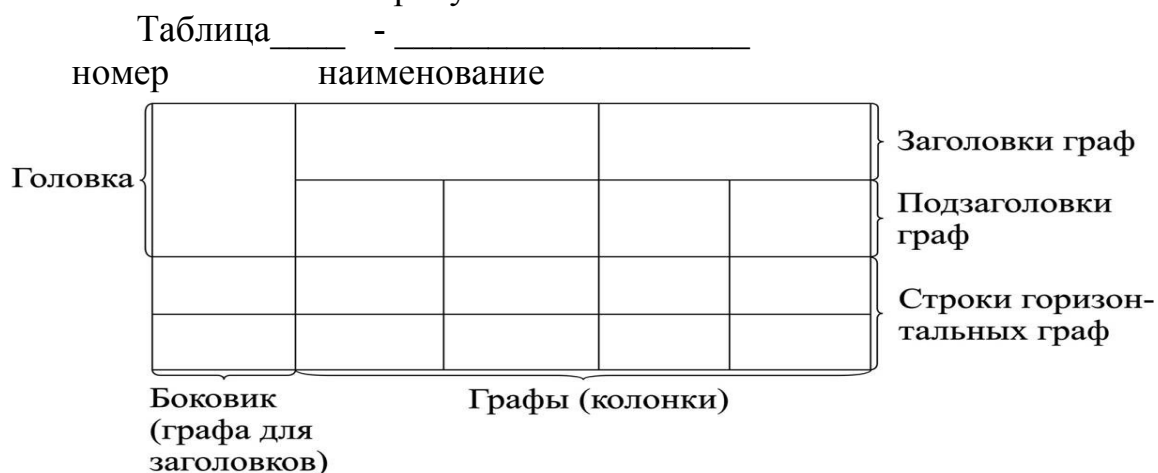 Таблица____ - ___________________
номер наименование
Головка
Заголовки граф
Подзаголовки
граф
Строки горизон-
тальных граф
Боковик
(графа для
заголовков)
Графы (колонки)